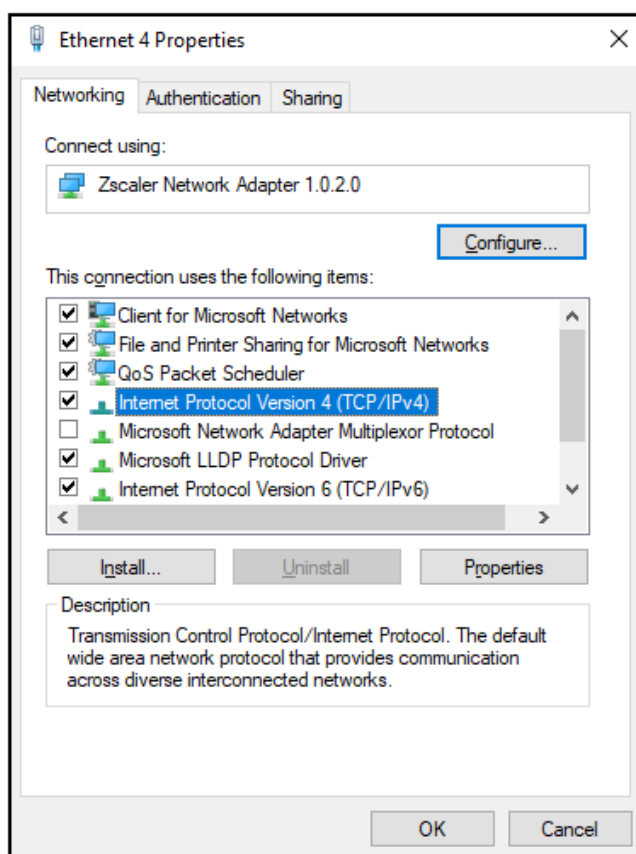 Ethernet 4 Properties
Networking
Authentication
Sharing
Connect using:
Zscaler Network Adapter 1.0.2.0
Configure...
This connection uses the following items:
Client for Microsoft Networks
File and Printer Sharing for Microsoft Networks
QoS Packet Scheduler
Internet Protocol Version 4 (TCP/IPv4)
Microsoft Network Adapter Multiplexor Protocol
Microsoft LLDP Protocol Driver
Internet Protocol Version 6 (TCP/IPv6)
Install...
Uninstall
Properties
Description
Transmission Control Protocol/Internet Protocol. The default
wide area network protocol that provides communication
across diverse interconnected networks.
OK
Cancel